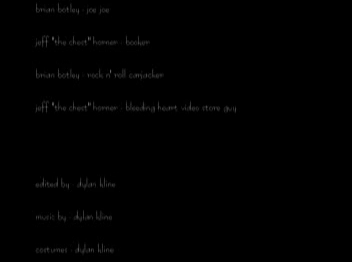 brian botley - joe joe
jeff "the chest" horner - booker
brian botley - rock n' roll carjacker
jeff "the chest" horner - bleeding heart video store guy
edited by - dylan kline
music by - dylan kline
costumes - dylan kline